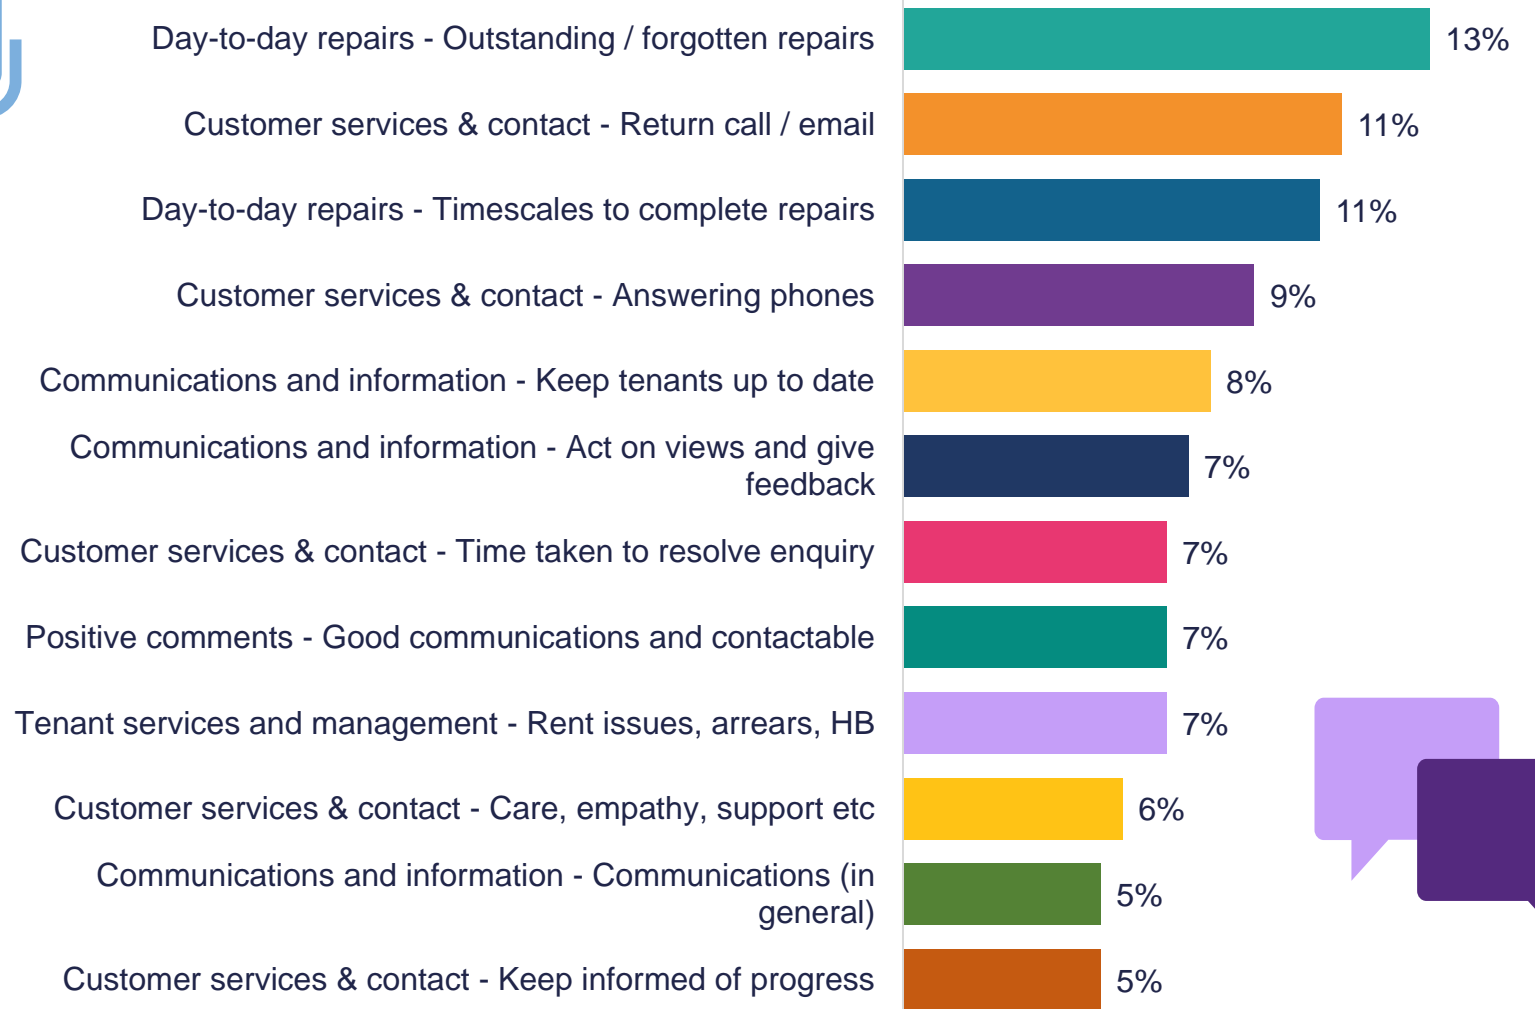 Day-to-day repairs - Outstanding / forgotten repairs 13%
Customer services & contact - Return call / email 11%
Day-to-day repairs - Timescales to complete repairs 11%
Customer services & contact - Answering phones 9%
Communications and information - Keep tenants up to date 8%
Communications and information - Act on views and give
feedback 7%
Customer services & contact - Time taken to resolve enquiry 7%
Positive comments - Good communications and contactable 7%
Tenant services and management - Rent issues, arrears, HB 7%
Customer services & contact - Care, empathy, support etc 6%
Communications and information - Communications (in
general) 5%
Customer services & contact - Keep informed of progress 5%